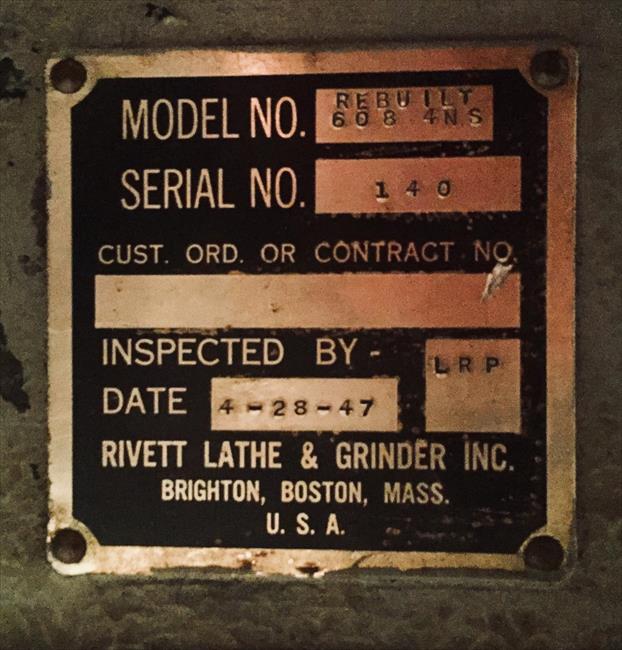 MODEL NO. REBUILT
608 4NS
SERIAL NO. 140
CUST. ORD. OR CONTRACT NO.
INSPECTED BY - LRP
DATE 4-28-47
RIVETT LATHE & GRINDER INC.
BRIGHTON, BOSTON, MASS.
U. S. A.